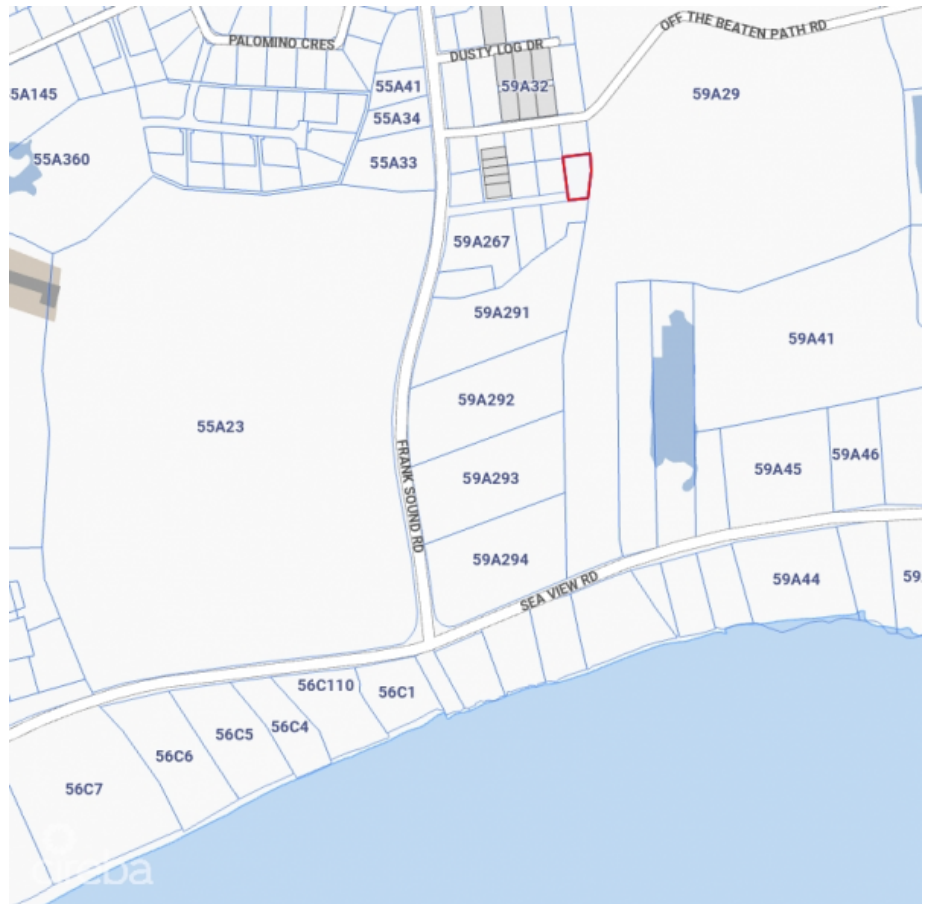 PALOMINO CRES
DUSTY LOG DR
OFF THE BEATEN PATH RD
5A145
55A41
59A32
59A29
55A34
55A360
55A33
59A267
59A291
59A41
59A292
55A23
FRANK SOUND RD
59A293
59A45
59A46
59A294
SEA VIEW RD
59A44
59
56C110
56C1
56C4
56C5
56C6
56C7
cireba